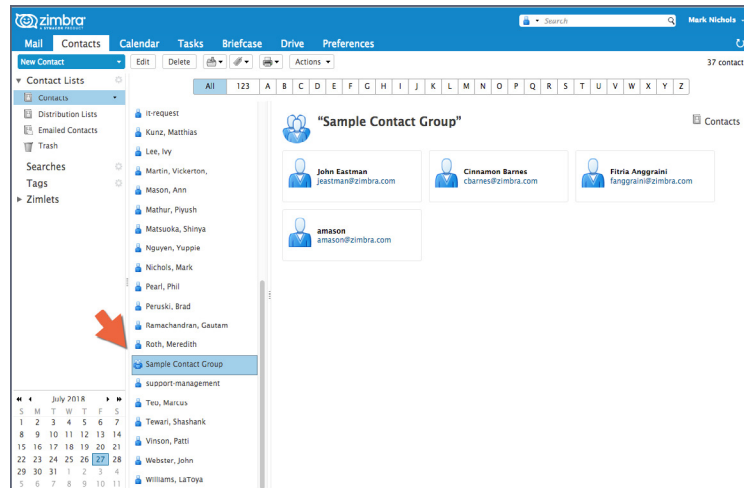 zimbra
A SYNACOR PRODUCT
Search
Mark Nichols
Mail Contacts Calendar Tasks Briefcase Drive Preferences
New Contact
Edit Delete Actions
37 contact
Contact Lists
Contacts
Distribution Lists
Emailed Contacts
Trash
Searches
Tags
Zimlets
All 123 A B C D E F G H I J K L M N O P Q R S T U V W X Y Z
it-request
Kunz, Matthias
Lee, Ivy
Martin, Vickerton,
Mason, Ann
Mathur, Piyush
Matsuoka, Shinya
Nguyen, Yuppie
Nichols, Mark
Pearl, Phil
Peruski, Brad
Ramachandran, Gautam
Roth, Meredith
Sample Contact Group
support-management
Teo, Marcus
Tewari, Shashank
Vinson, Patti
Webster, John
Williams, LaToya
"Sample Contact Group"
Contacts
John Eastman
jeastman@zimbra.com
Cinnamon Barnes
cbarnes@zimbra.com
Fitria Anggraini
fanggraini@zimbra.com
amason
amason@zimbra.com
July 2018
S M T W T F S
1 2 3 4 5 6 7
8 9 10 11 12 13 14
15 16 17 18 19 20 21
22 23 24 25 26 27 28
29 30 31 1 2 3 4
5 6 7 8 9 10 11